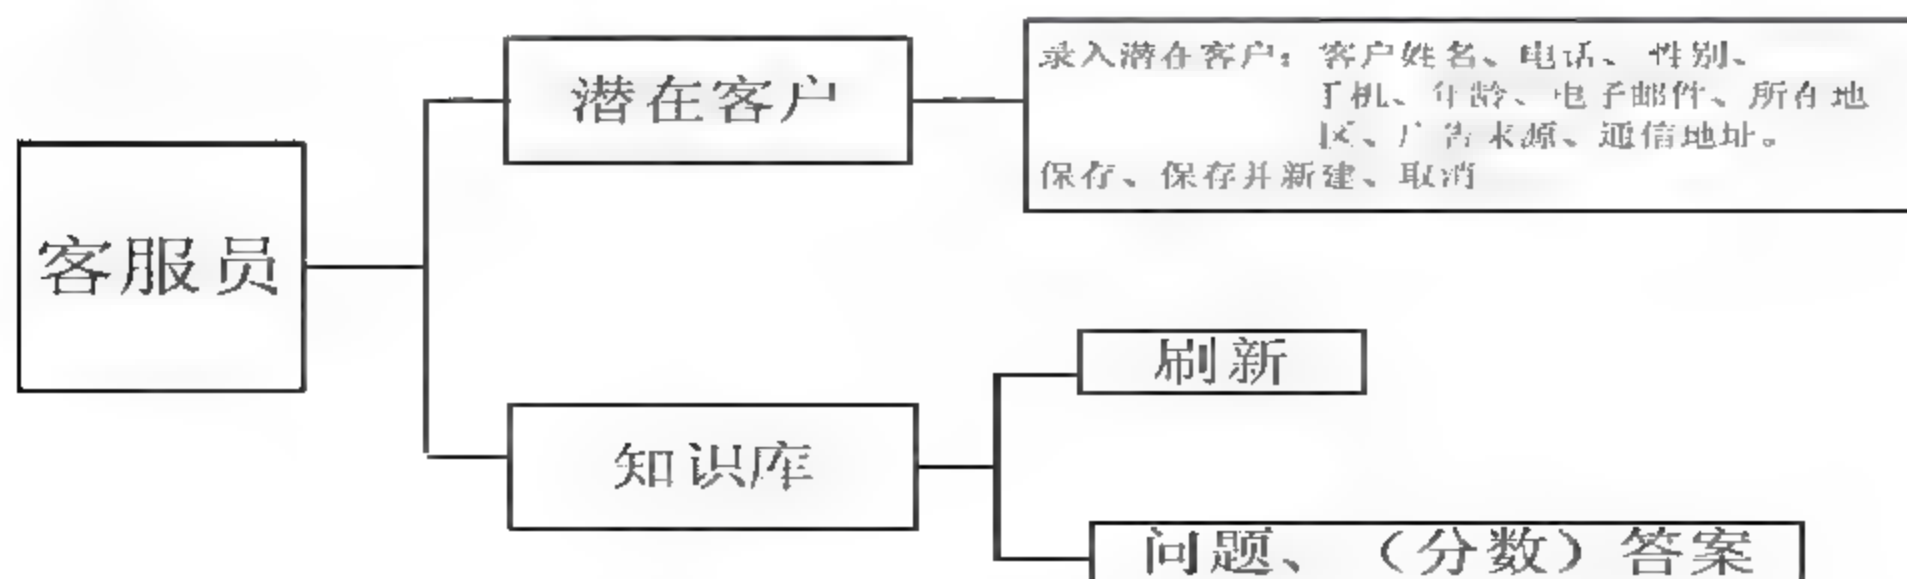 客服员
潜在客户
录入潜在客户：客户姓名、电话、性别、
手机、年龄、电子邮件、所在地
区、广告来源、通信地址。
保存、保存并新建、取消
知识库
刷新
问题、（分数）答案